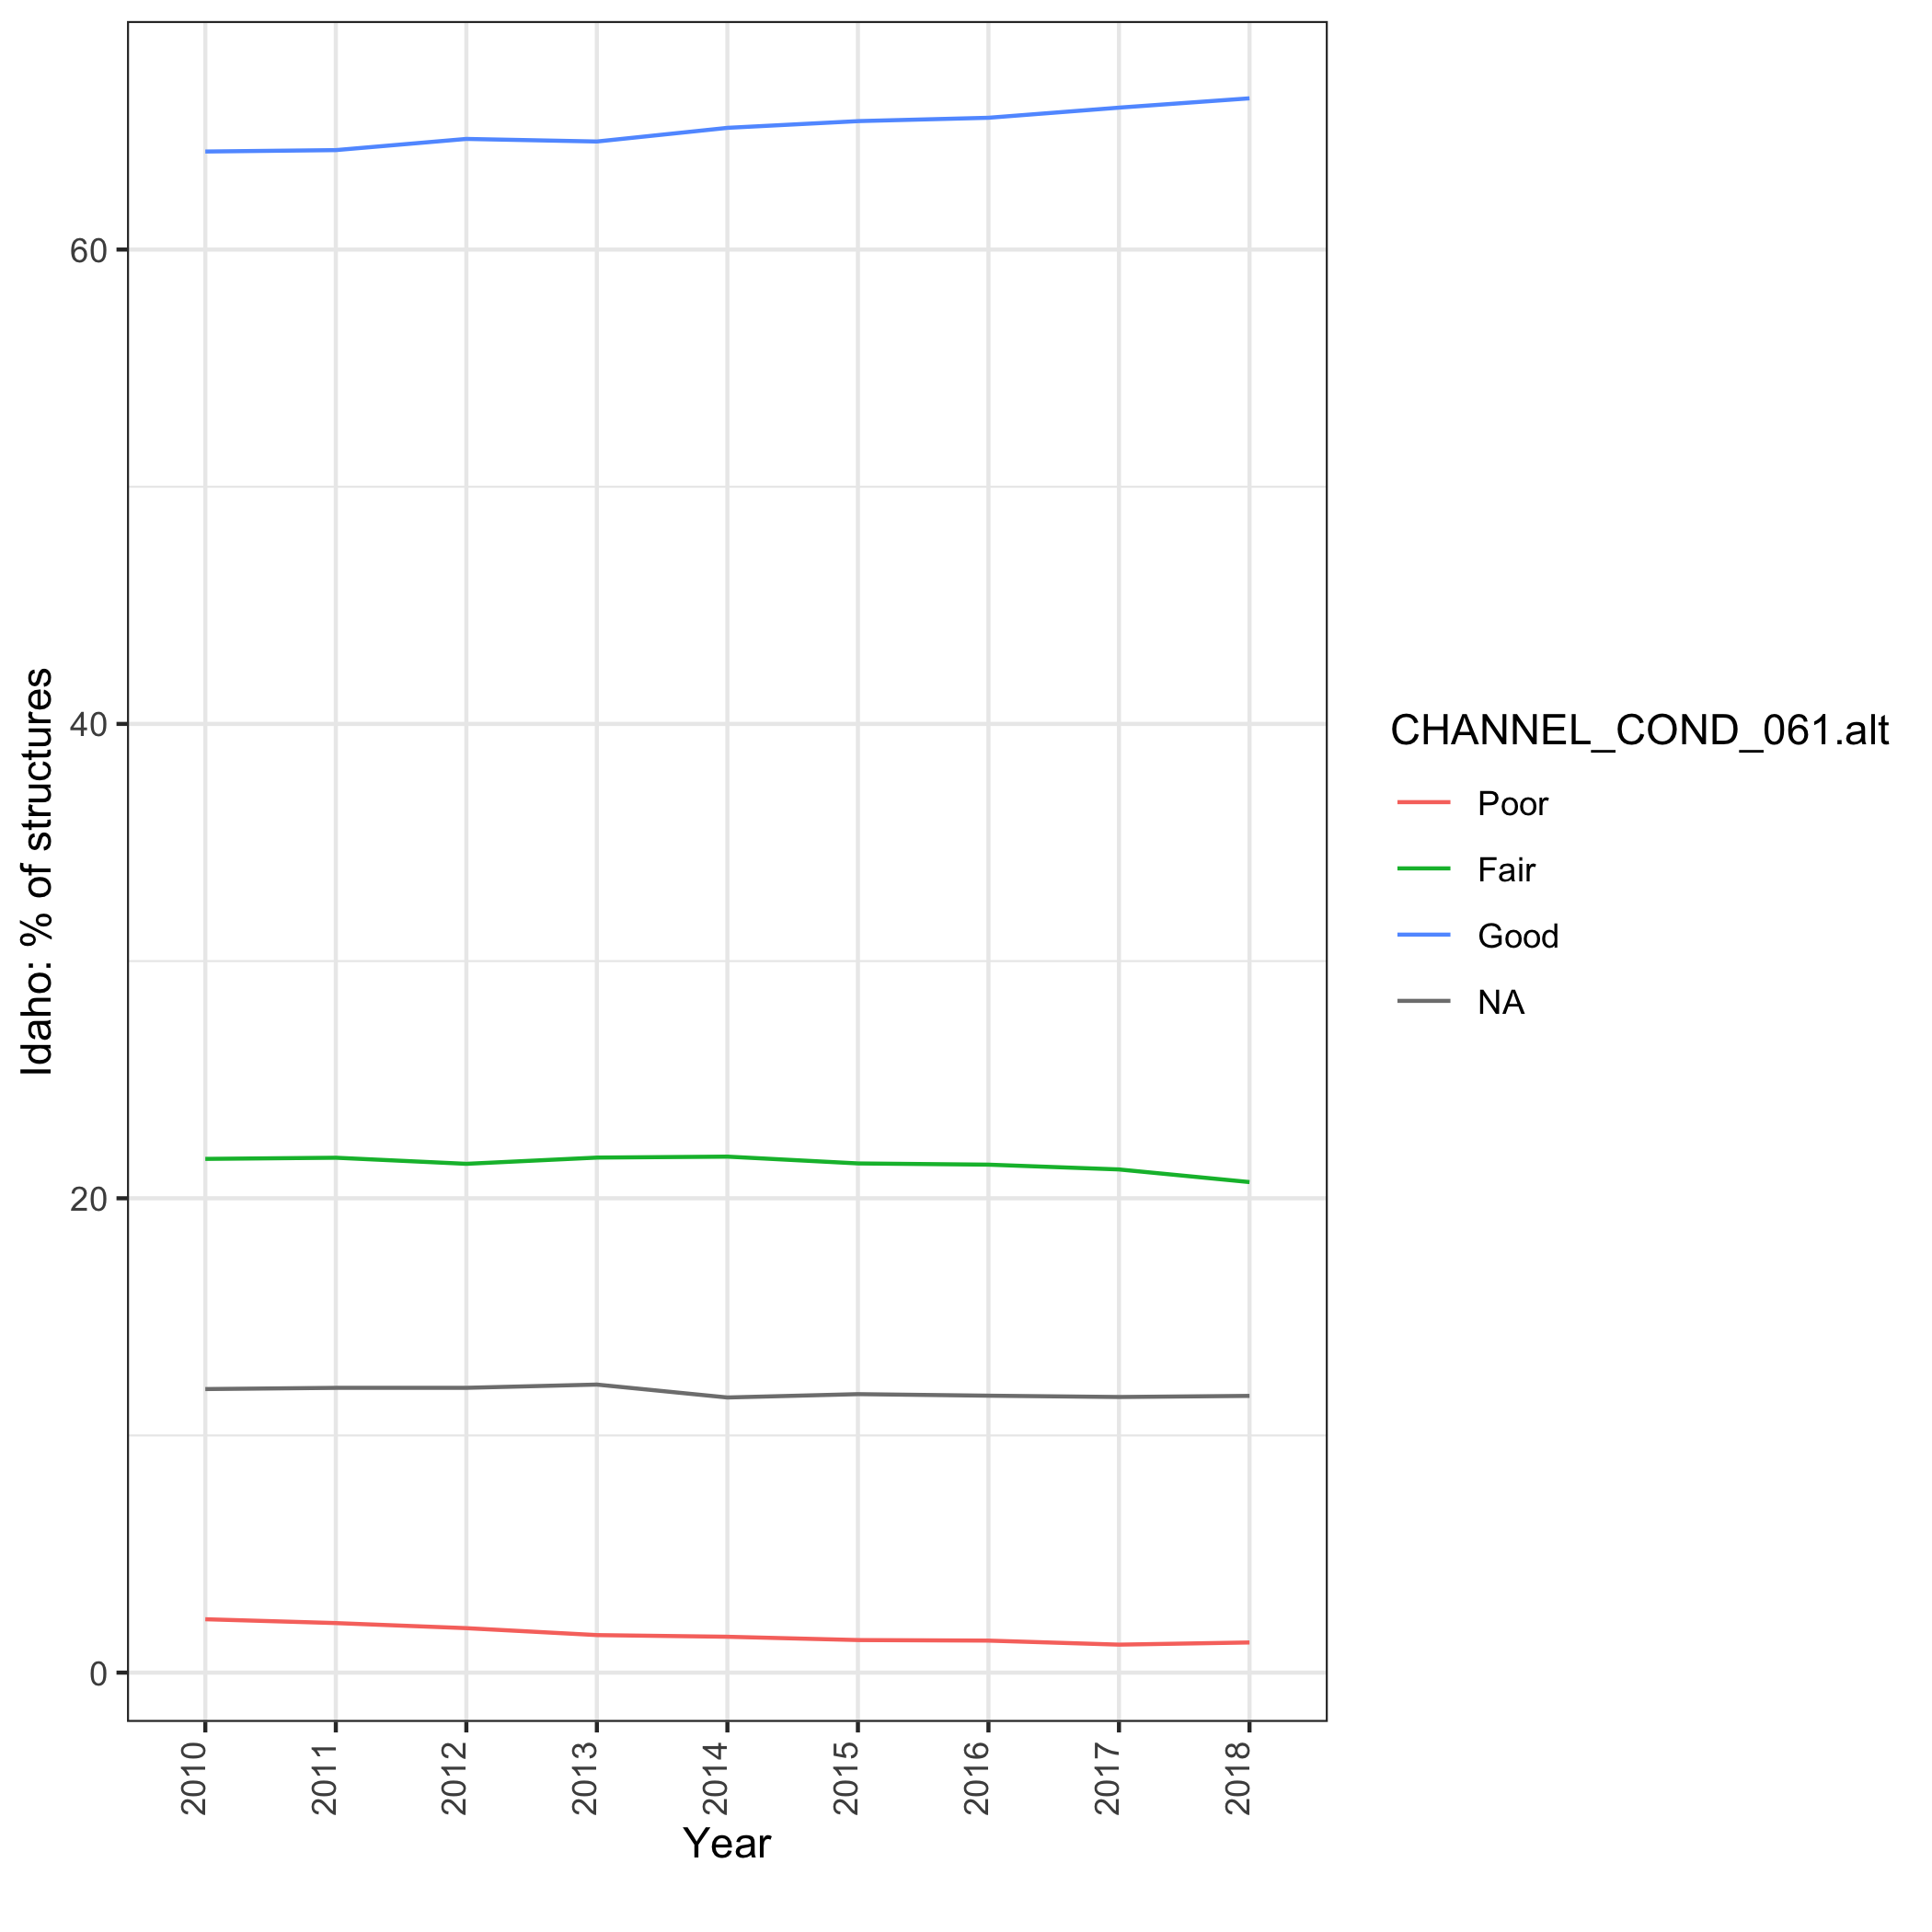 Idaho: % of structures
60
40
20
0
2010
2011
2012
2013
2014
2015
2016
2017
2018
Year
CHANNEL_COND_061.alt
Poor
Fair
Good
NA